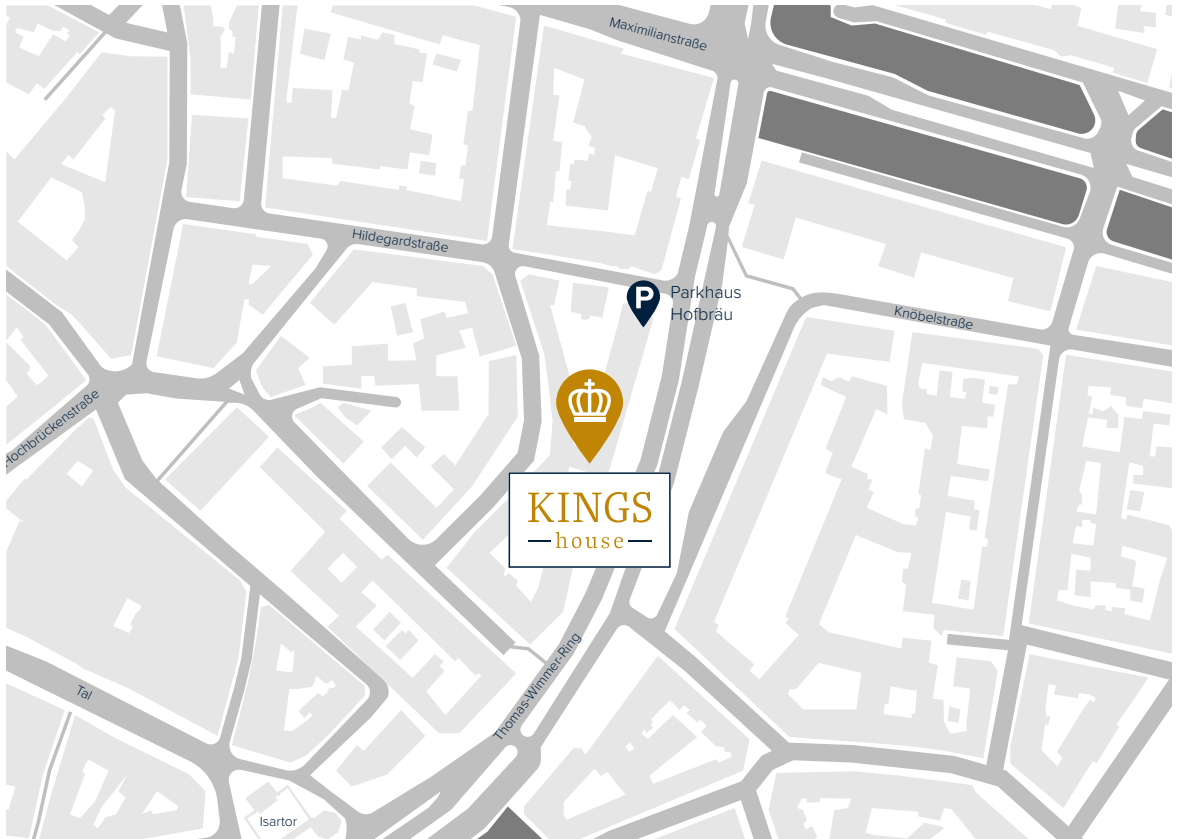 Maximilianstraße
Hildegardstraße
P
Parkhaus
Hofbräu
Knöbelstraße
Hochbrückenstraße
KINGS
house
Thomas-Wimmer-Ring
Tal
Isartor